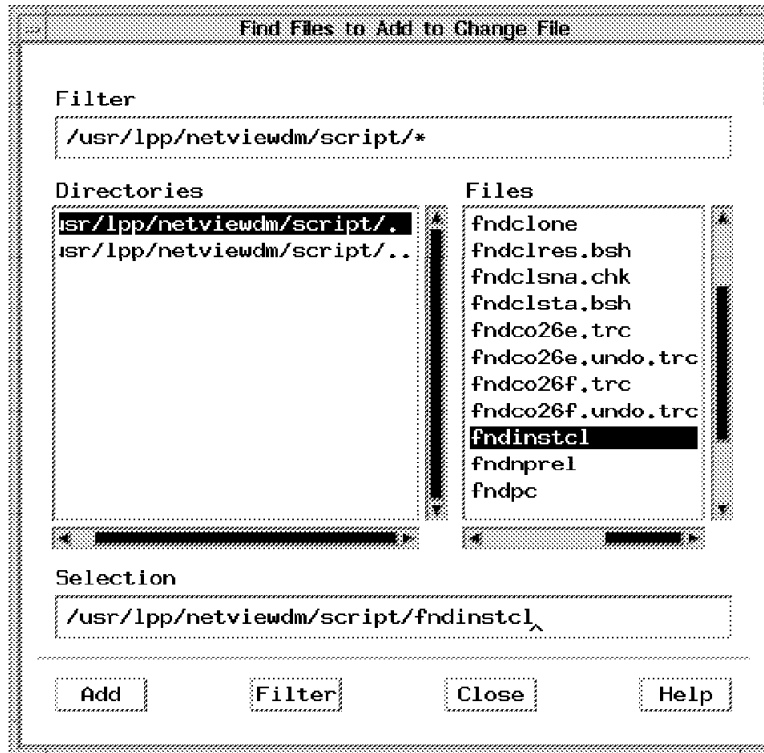 Find Files to Add to Change File
Filter
/usr/lpp/netviewdm/script/*
Directories
usr/lpp/netviewdm/script/.
usr/lpp/netviewdm/script/..
Files
fndclone
fndclres.bsh
fndclsna.chk
fndclsta.bsh
fndco26e.trc
fndco26e.undo.trc
fndco26f.trc
fndco26f.undo.trc
fndinstcl
fndnprel
fndpc
Selection
/usr/lpp/netviewdm/script/fndinstcl
Add Filter Close Help